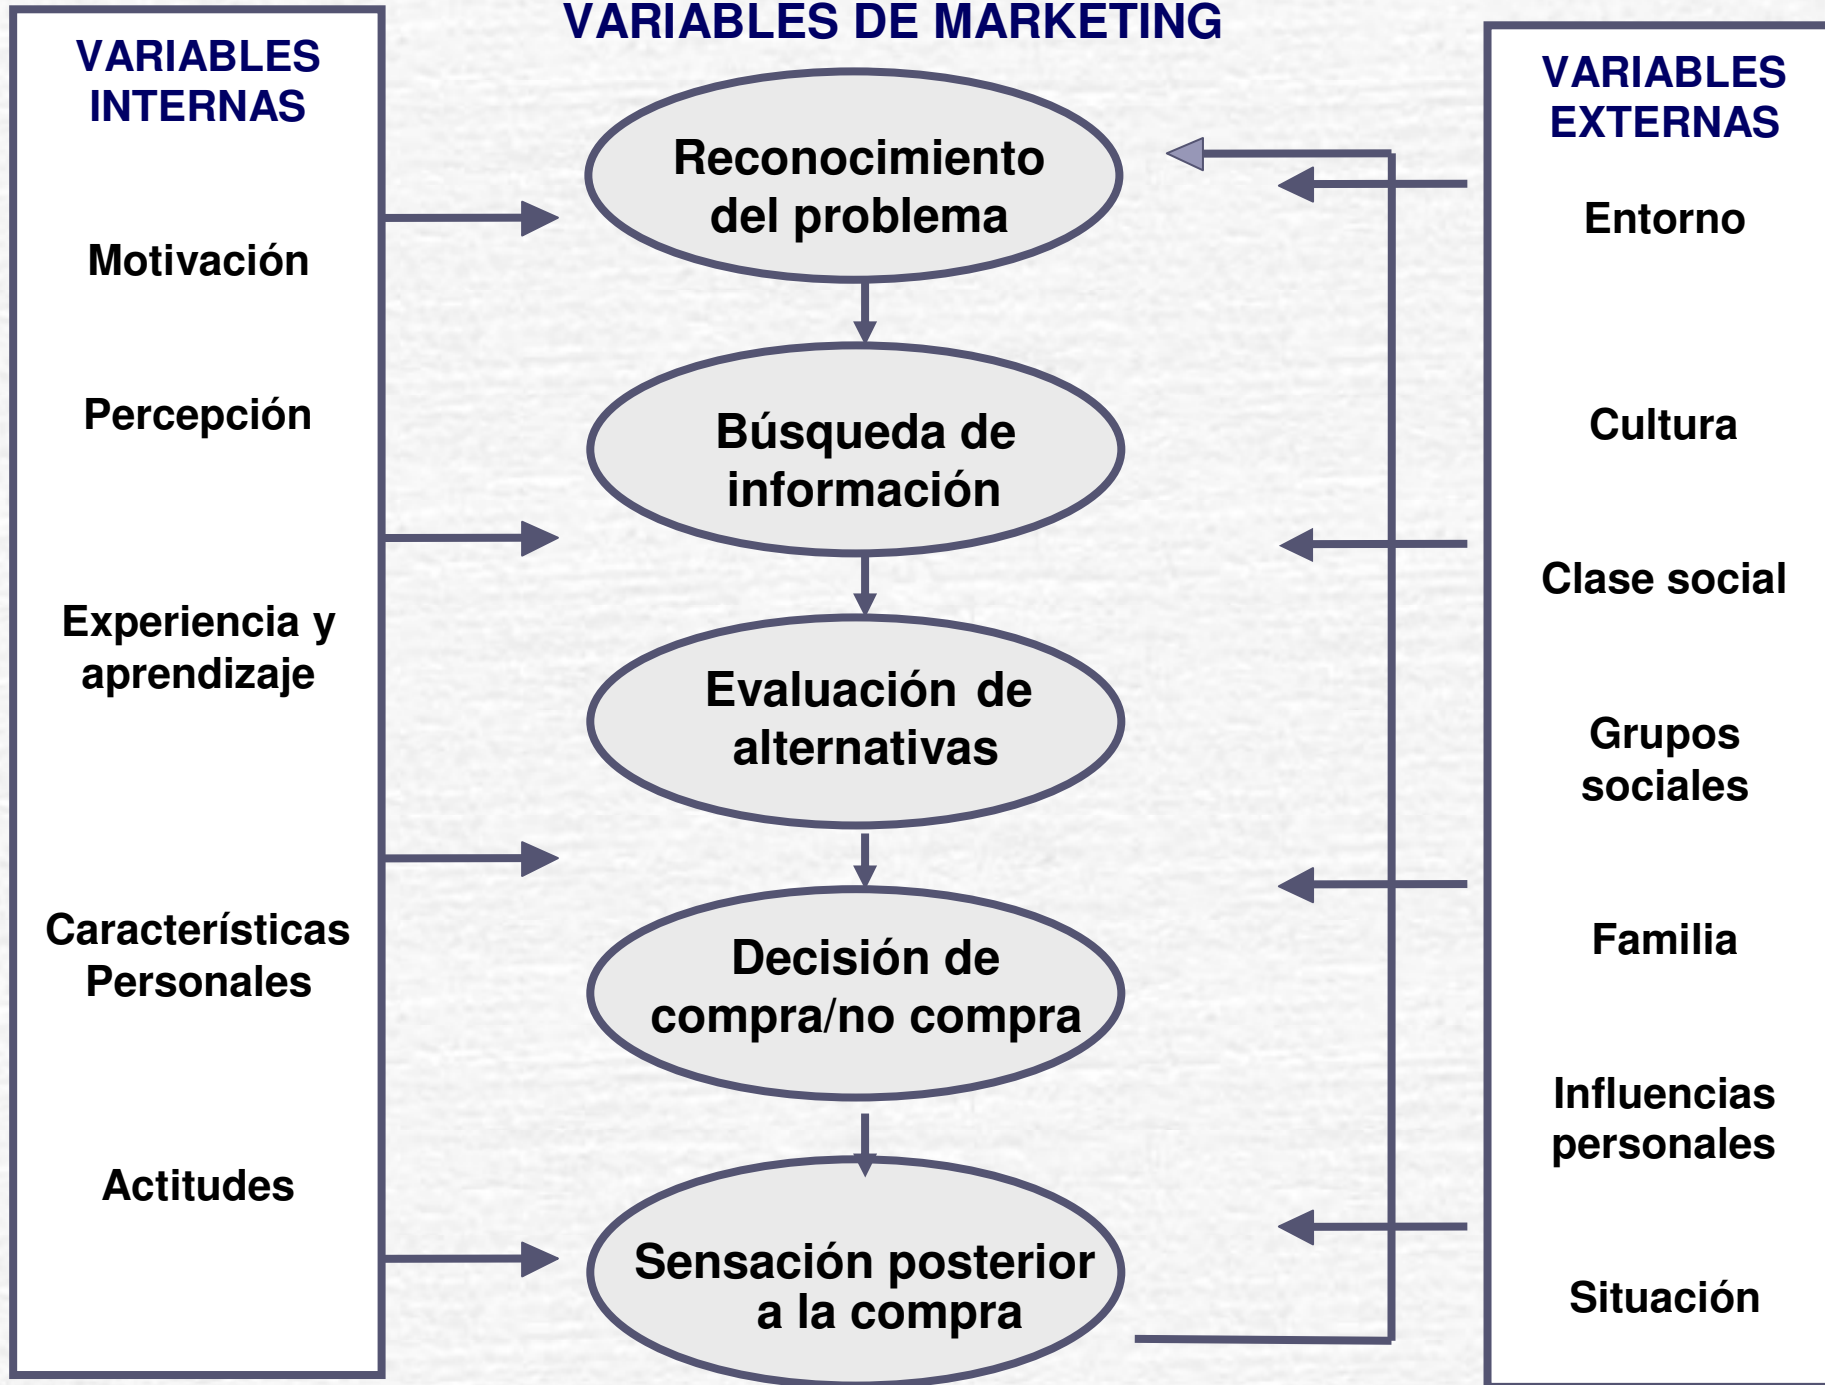 VARIABLES DE MARKETING
VARIABLES
INTERNAS
Motivación
Percepción
Experiencia y
aprendizaje
Característícas
Personales
Actitudes
Reconocimiento
del problema
Búsqueda de
información
Evaluación de
alternativas
Decisión de
compra/no compra
Sensación posterior
a la compra
VARIABLES
EXTERNAS
Entorno
Cultura
Clase social
Grupos
sociales
Familia
Influencias
personales
Situación